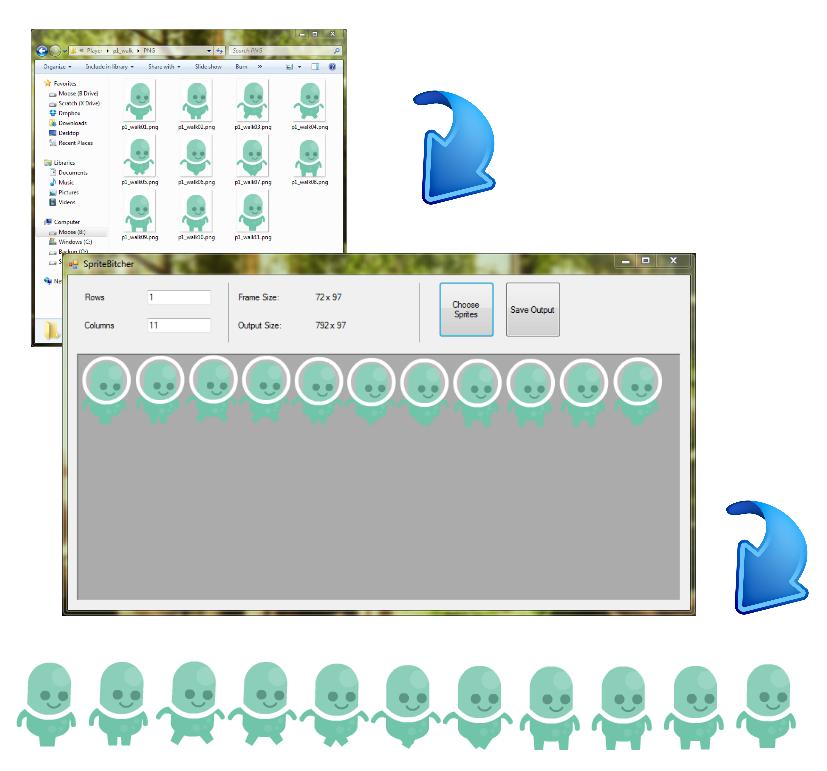 « Player ▸ p1_walk ▸ PNG
Search PNG
Organize ▾ Include in library ▾ Share with ▾ Slide show Burn »
Favorites
Moose (B Drive)
Scratch (X Drive)
Dropbox
Downloads
Desktop
Recent Places
Libraries
Documents
Music
Pictures
Videos
Computer
Moose (B:)
Windows (C:)
p1_walk01.png p1_walk02.png p1_walk03.png p1_walk04.png
p1_walk05.png p1_walk06.png p1_walk07.png p1_walk08.png
p1_walk09.png p1_walk10.png p1_walk11.png
SpriteBitcher
Rows 1
Columns 11
Frame Size: 72 x 97
Output Size: 792 x 97
Choose
Sprites
Save Output